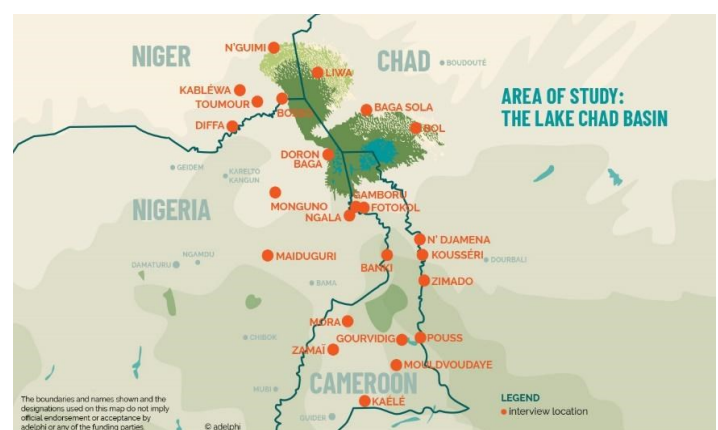 N'GUIMI
NIGER
CHAD
BOUDOUTÉ
LIWA
KABLÉWA
TOUMOUR
BAGA SOLA
AREA OF STUDY:
THE LAKE CHAD BASIN
DIFFA
BOL
DORON
BAGA
GEIDEM
KARELTO
KANGUN
NIGERIA
MONGUNO
GAMBORU
FOTOKOL
NGALA
N' DJAMENA
MAIDUGURI
NGAMDU
DAMATURU
BANKI
KOUSSÉRI
DOURBALI
BAMA
ZIMADO
MORA
CHIBOK
GOURVIDIG
POUSS
ZAMAÏ
MOULDVOUDAYE
CAMEROON
MUBI
KAÉLÉ
GUIDER
LEGEND
interview location
The boundaries and names shown and the
designations used on this map do not imply
official endorsement or acceptance by
adelphi or any of the funding parties.
© adelphi